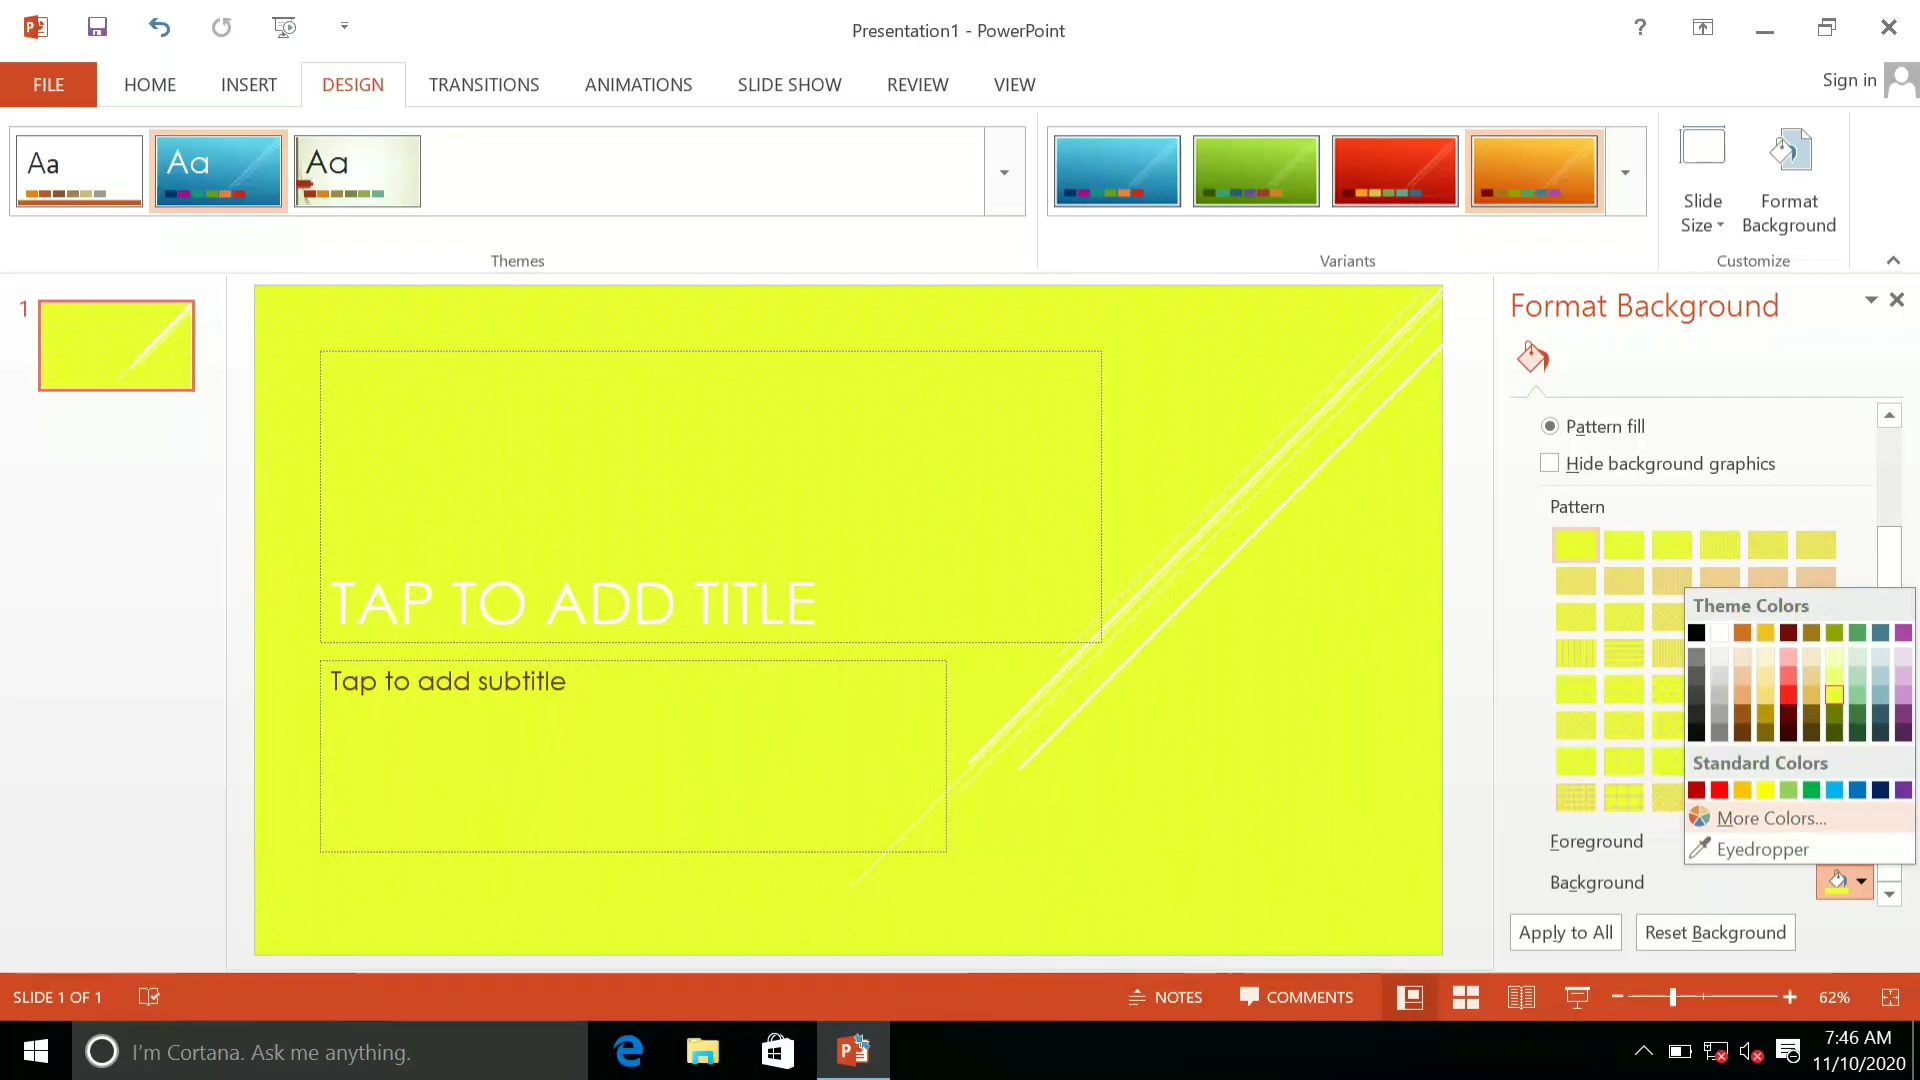 Presentation1 - PowerPoint
?
FILE
HOME
INSERT
DESIGN
TRANSITIONS
ANIMATIONS
SLIDE SHOW
REVIEW
VIEW
Sign in
Aa
Aa
Aa
Slide
Size
Format
Background
Themes
Variants
Customize
1
TAP TO ADD TITLE
Tap to add subtitle
Format Background
Pattern fill
Hide background graphics
Pattern
Theme Colors
Standard Colors
More Colors...
Eyedropper
Foreground
Background
Apply to All
Reset Background
SLIDE 1 OF 1
NOTES
COMMENTS
62%
I'm Cortana. Ask me anything.
7:46 AM
11/10/2020